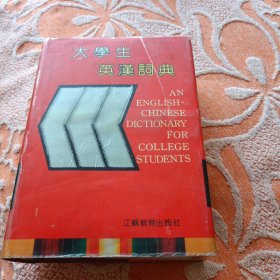 大學生
英漢詞典
AN
ENGLISH-
CHINESE
DICTIONARY
FOR
COLLEGE
STUDENTS
江蘇教育出版社